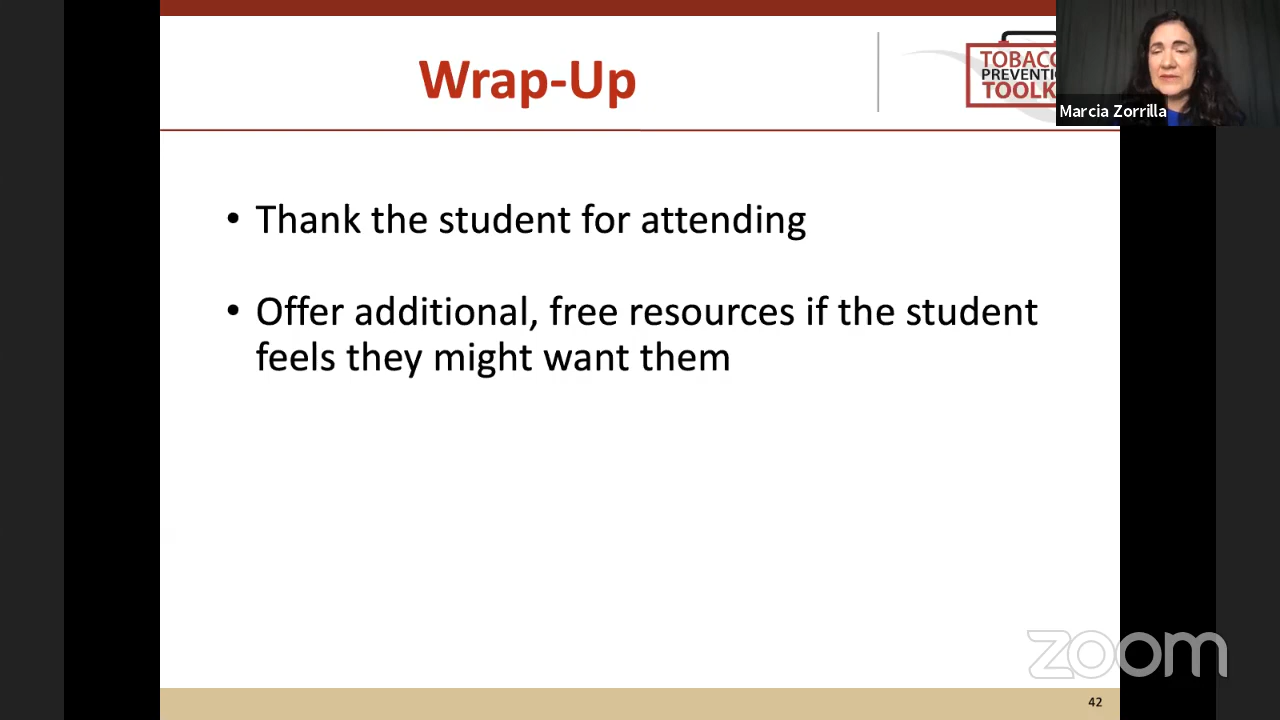 Wrap-Up
TOBACCO
PREVENTION
TOOLK
Marcia Zorrilla
• Thank the student for attending
• Offer additional, free resources if the student
feels they might want them
zoom
42